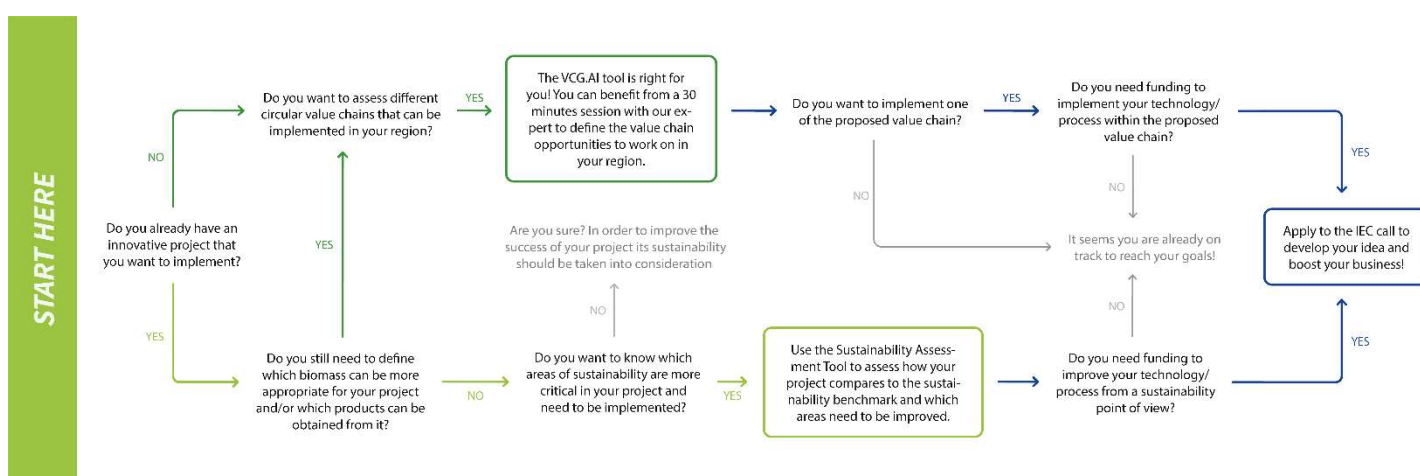 START HERE
Do you already have an
innovative project that
you want to implement?
NO
YES
Do you want to assess different
circular value chains that can be
implemented in your region?
YES
YES
Do you still need to define
which biomass can be more
appropriate for your project
and/or which products can be
obtained from it?
NO
The VCG.AI tool is right for
you! You can benefit from a 30
minutes session with our ex-
pert to define the value chain
opportunities to work on in
your region.
Are you sure? In order to improve the
success of your project its sustainability
should be taken into consideration
NO
Do you want to know which
areas of sustainability are more
critical in your project and
need to be implemented?
YES
Use the Sustainability Assess-
ment Tool to assess how your
project compares to the sustai-
nability benchmark and which
areas need to be improved.
Do you want to implement one
of the proposed value chain?
YES
NO
Do you need funding to
implement your technology/
process within the proposed
value chain?
YES
NO
It seems you are already on
track to reach your goals!
NO
Do you need funding to
improve your technology/
process from a sustainability
point of view?
YES
Apply to the IEC call to
develop your idea and
boost your business!